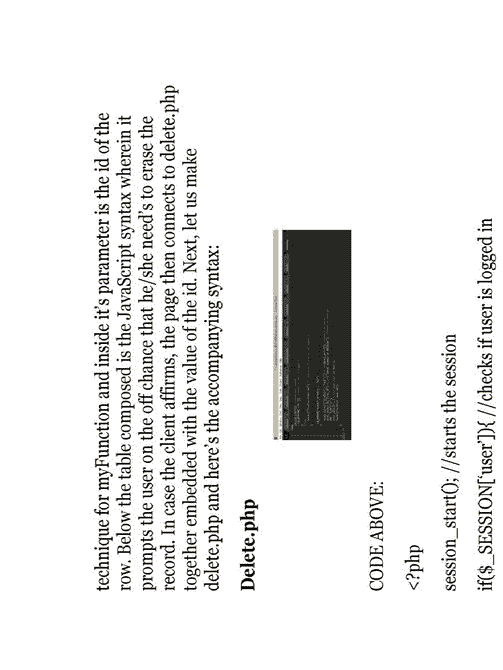 technique for myFunction and inside it's parameter is the id of the
row. Below the table composed is the JavaScript syntax wherein it
prompts the user on the off chance that he/she need's to erase the
record. In case the client affirms, the page then connects to delete.php
together embedded with the value of the id. Next, let us make
delete.php and here's the accompanying syntax:
Delete.php
CODE ABOVE:
<?php
session_start(); //starts the session
if($_SESSION['user']){ //checks if user is logged in